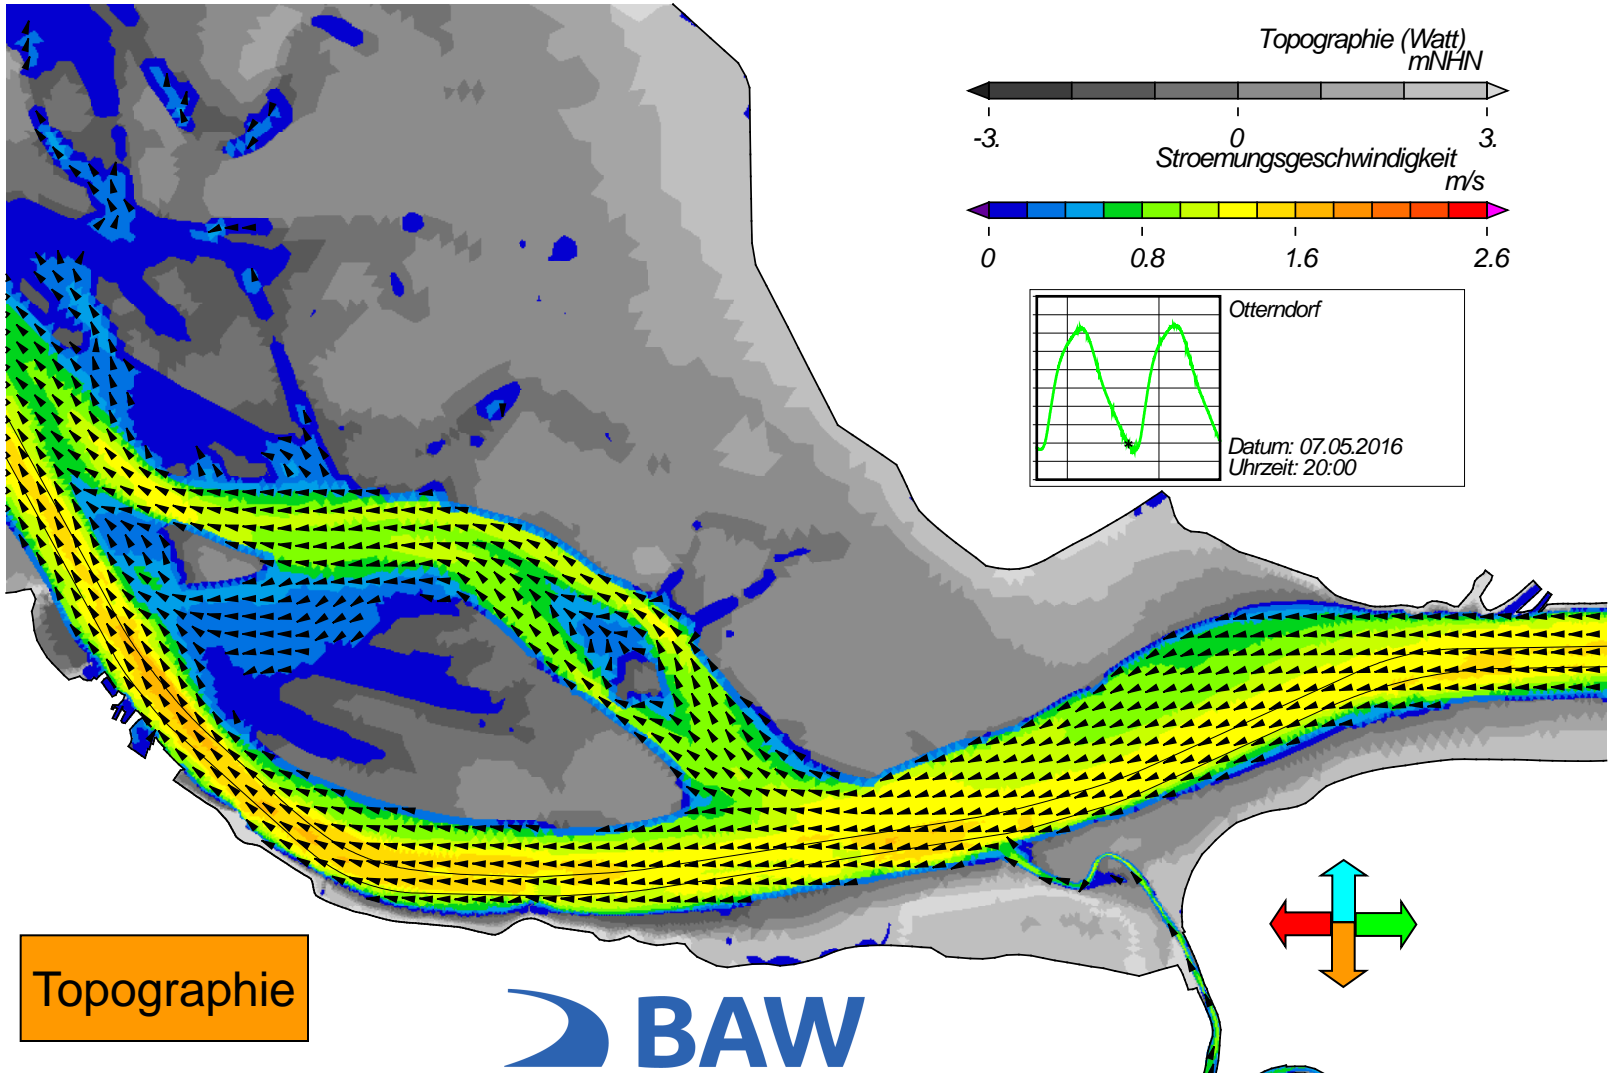 Topographie (Watt)
mNHN
-3. 0 3.
Stroemungsgeschwindigkeit
m/s
0 0.8 1.6 2.6
Otterndorf
Datum: 07.05.2016
Uhrzeit: 20:00
Topographie
BAW